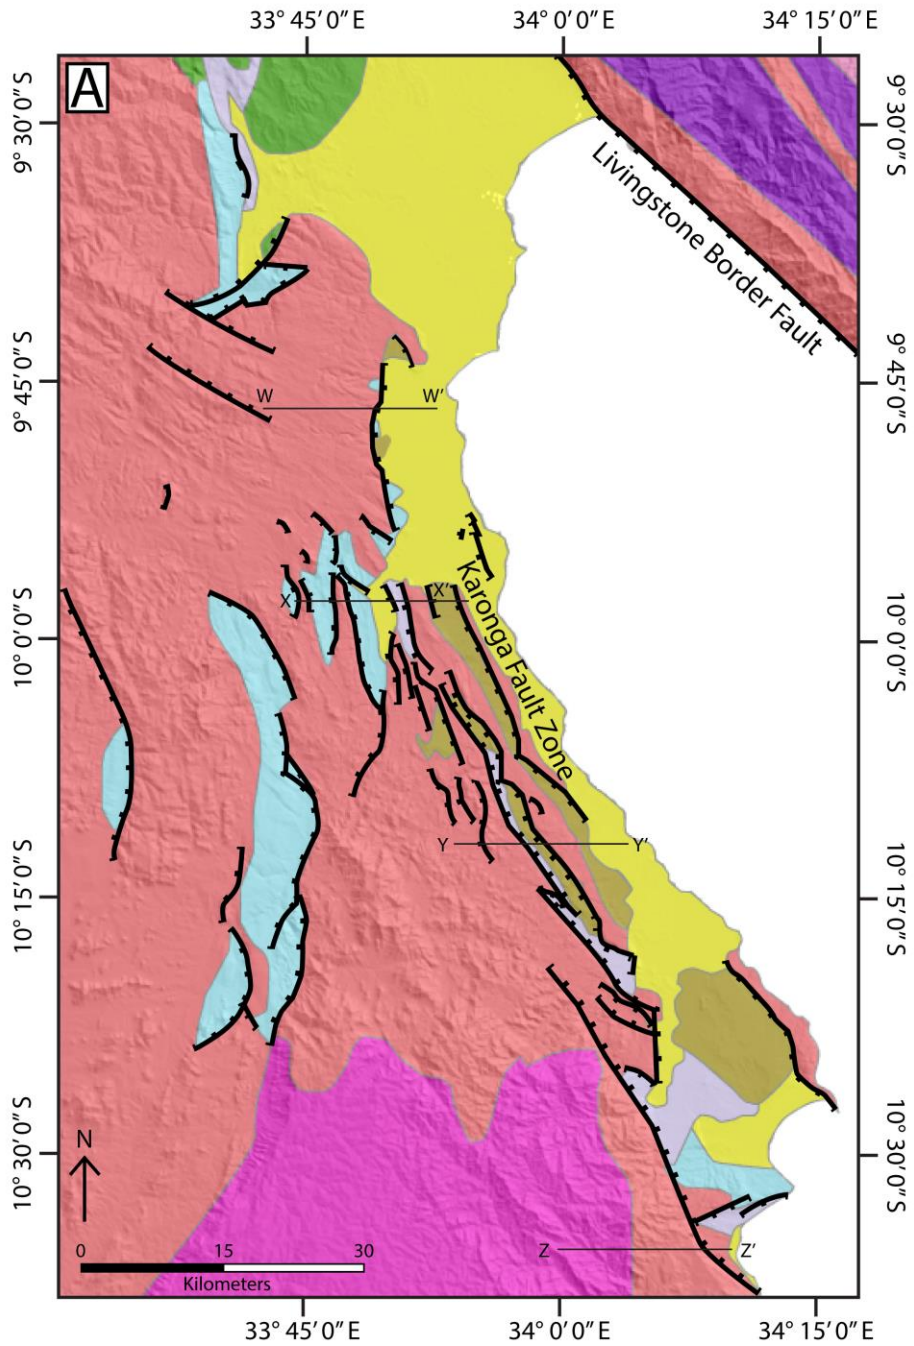 33° 45' 0"E 34° 0' 0"E 34° 15' 0"E
A
9° 30' 0"S 9° 30' 0"S
Livingstone Border Fault
9° 45' 0"S 9° 45' 0"S
W W'
Karonga Fault Zone
X X'
10° 0' 0"S 10° 0' 0"S
Y Y'
10° 15' 0"S 10° 15' 0"S
10° 30' 0"S 10° 30' 0"S
N
Z Z'
0 15 30
Kilometers
33° 45' 0"E 34° 0' 0"E 34° 15' 0"E